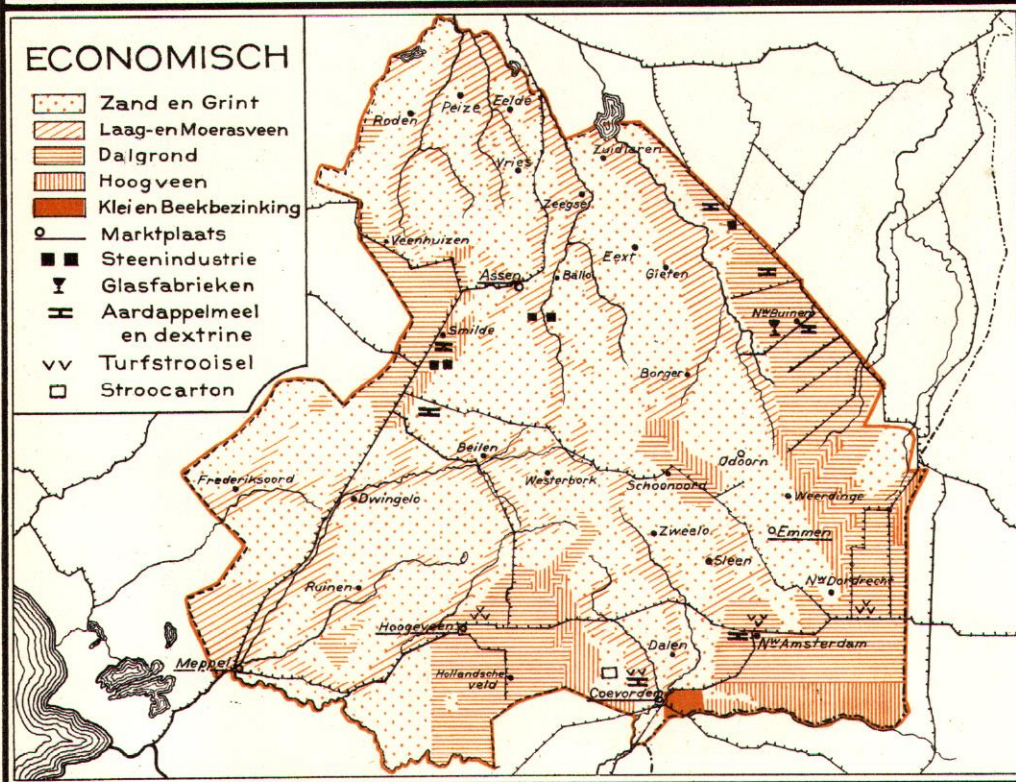 ECONOMISCH
Zand en Grint
Laag-en Moerasveen
Dalgrond
Hoogveen
Klei en Beekbezinking
Marktplaats
Steenindustrie
Glasfabrieken
Aardappelmeel
en dextrine
Turfstrooisel
Stroocarton
Peize
Eelde
Roden
Vries
Zuidlaren
Zeegse
Veenhuizen
Eext
Gieten
Assen
Ballo
Nw Buinen
Smilde
Borger
Beilen
Odoorn
Frederiksoord
Westerbork
Schoonoord
Dwingelo
Weerdinge
Zweelo
Emmen
Sleen
Ruinen
Nw Dordrecht
Hoogeveen
Dalen
Nw Amsterdam
Meppel
Hollandsche
veld
Coevorden